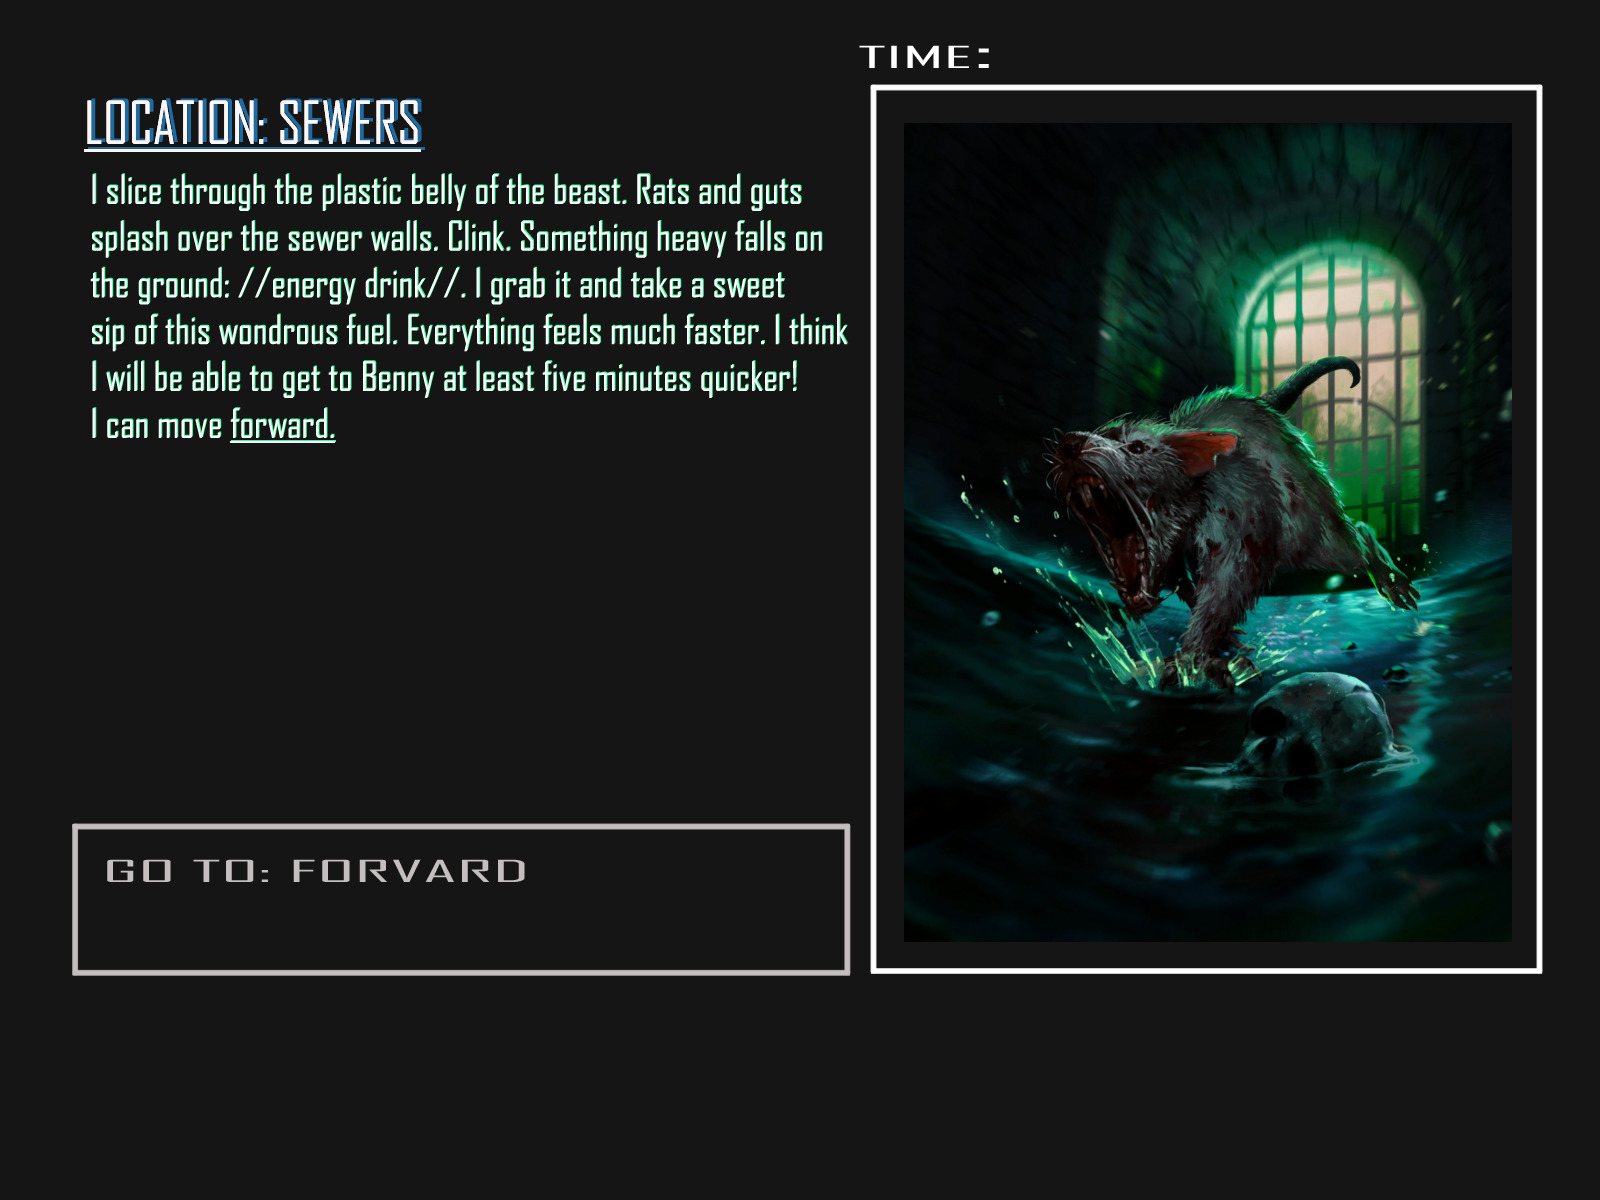 TIME:
LOCATION: SEWERS
I slice through the plastic belly of the beast. Rats and guts
splash over the sewer walls. Clink. Something heavy falls on
the ground: //energy drink//. I grab it and take a sweet
sip of this wondrous fuel. Everything feels much faster. I think
I will be able to get to Benny at least five minutes quicker!
I can move forward.
GO TO: FORVARD